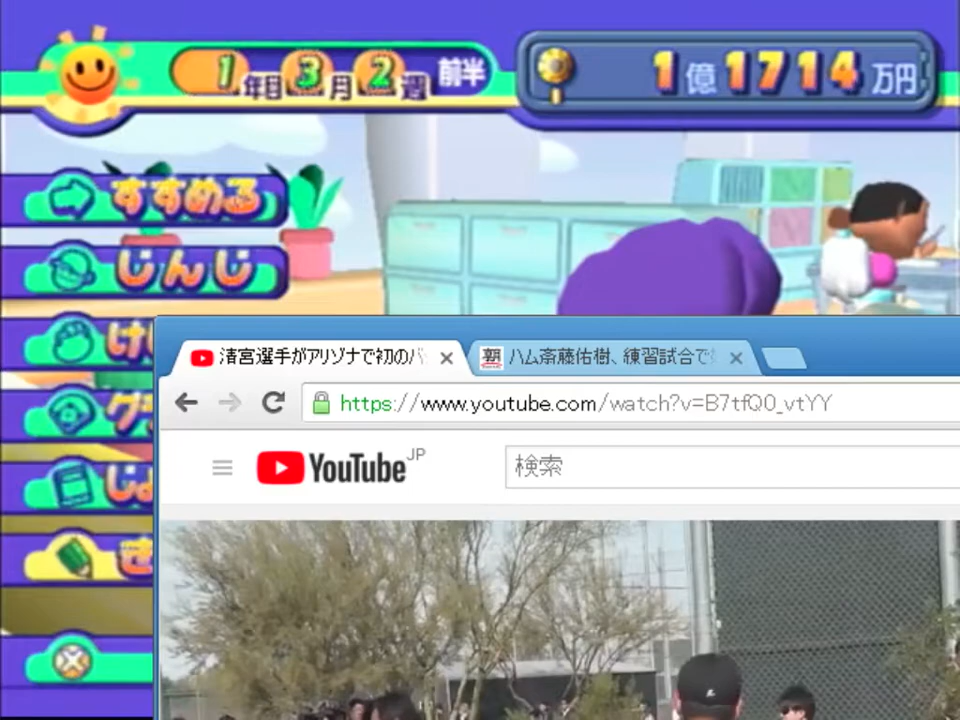 1年目3月2週 前半
1億1714万円
すすめる
じんじ
清宮選手がアリゾナで初の
ハム斎藤佑樹、練習試合で
https://www.youtube.com/watch?v=B7tfQ0_vtYY
YouTube JP
検索